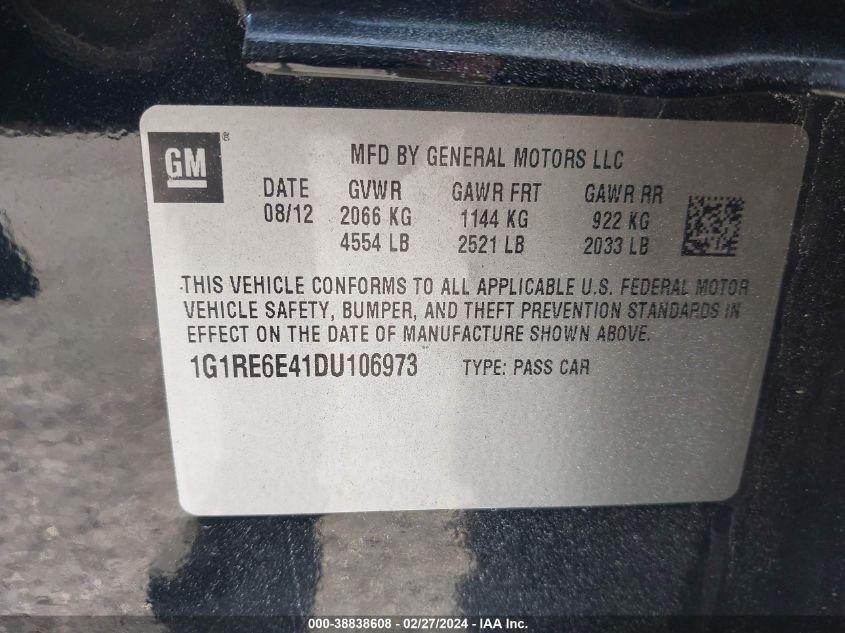 GM®
MFD BY GENERAL MOTORS LLC
DATE GVWR GAWR FRT GAWR RR
08/12 2066 KG 1144 KG 922 KG
4554 LB 2521 LB 2033 LB
THIS VEHICLE CONFORMS TO ALL APPLICABLE U.S. FEDERAL MOTOR
VEHICLE SAFETY, BUMPER, AND THEFT PREVENTION STANDARDS IN
EFFECT ON THE DATE OF MANUFACTURE SHOWN ABOVE.
1G1RE6E41DU106973 TYPE: PASS CAR
000-38838608 - 02/27/2024 - IAA Inc.